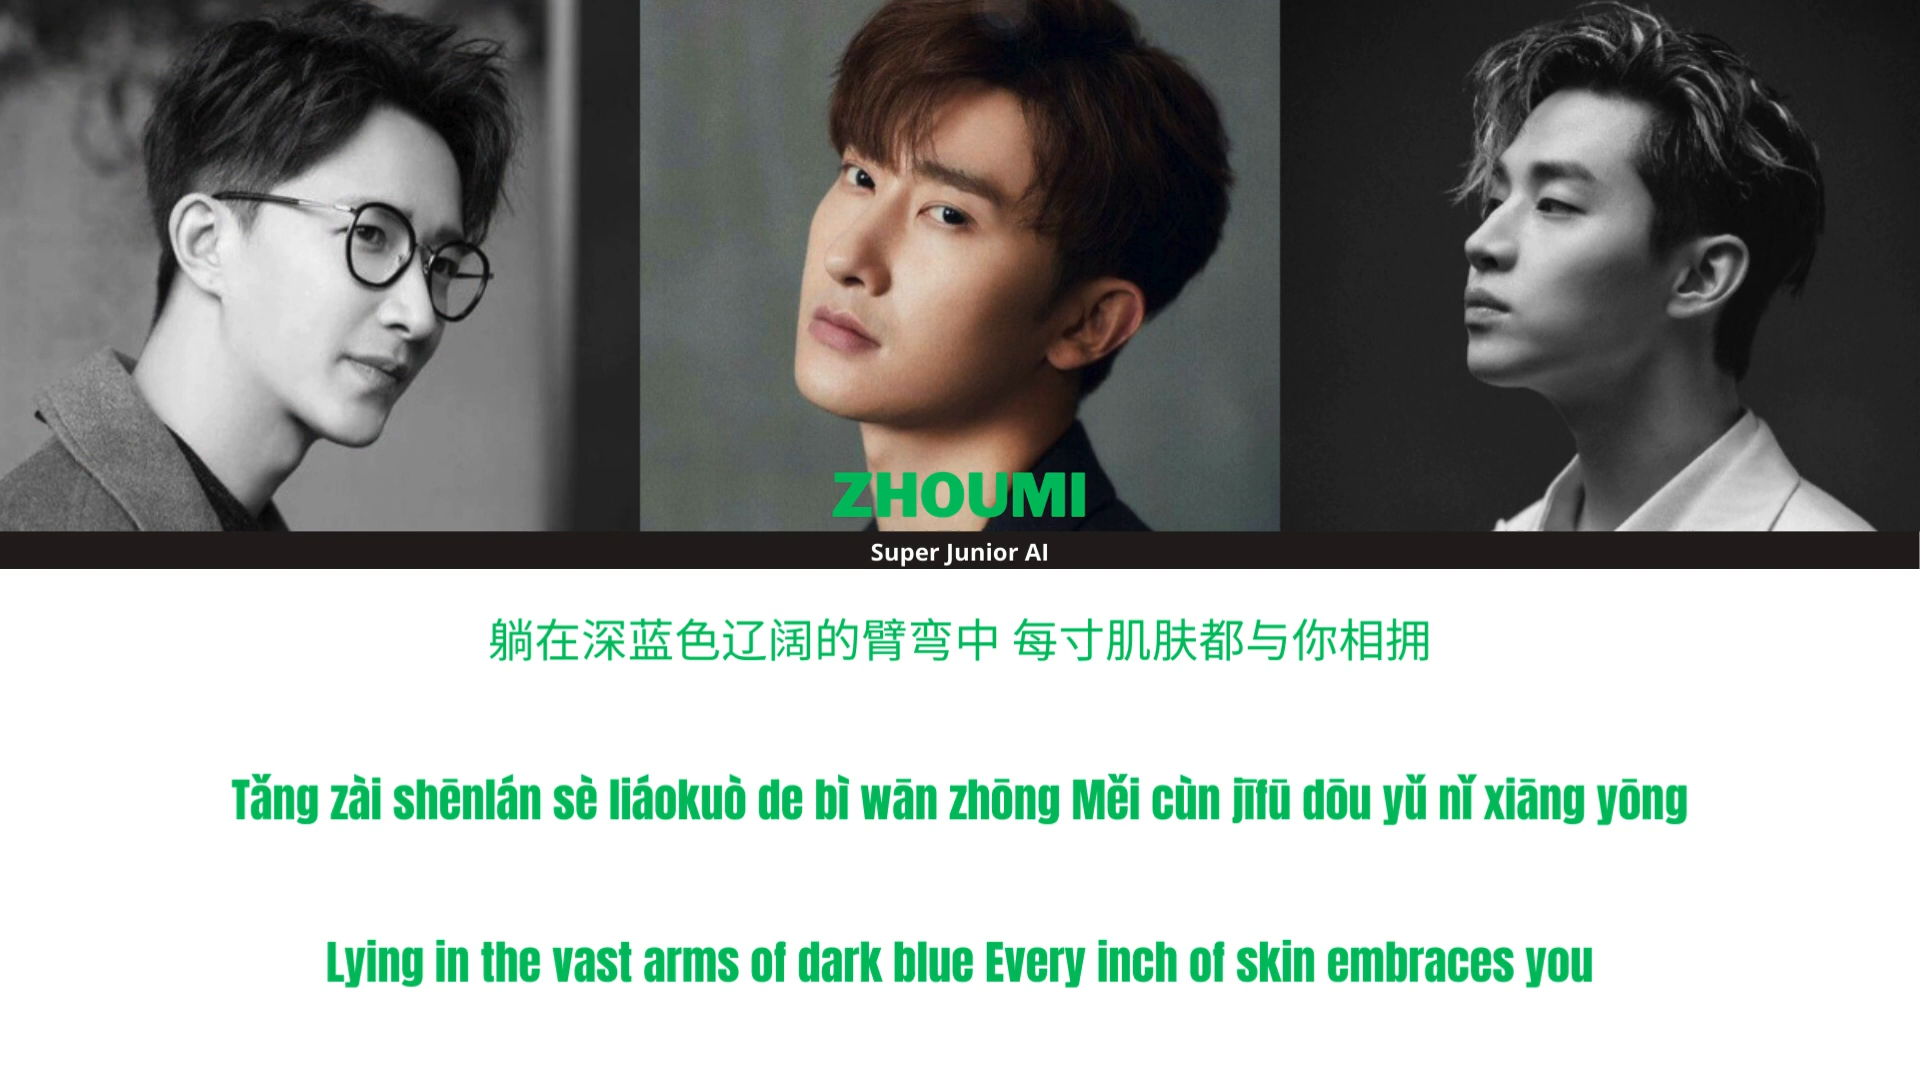 ZHOUMI
Super Junior AI
躺在深蓝色辽阔的臂弯中 每寸肌肤都与你相拥
Tǎng zài shēnlán sè liáokuò de bì wān zhōng Měi cùn jīfū dōu yǔ nǐ xiāng yōng
Lying in the vast arms of dark blue Every inch of skin embraces you